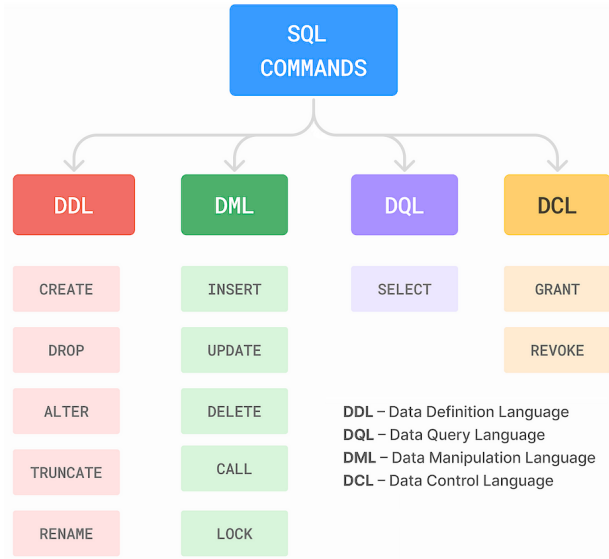 SQL
COMMANDS
DDL
DML
DQL
DCL
CREATE
INSERT
SELECT
GRANT
DROP
UPDATE
REVOKE
ALTER
DELETE
TRUNCATE
CALL
RENAME
LOCK
DDL – Data Definition Language
DQL – Data Query Language
DML – Data Manipulation Language
DCL – Data Control Language